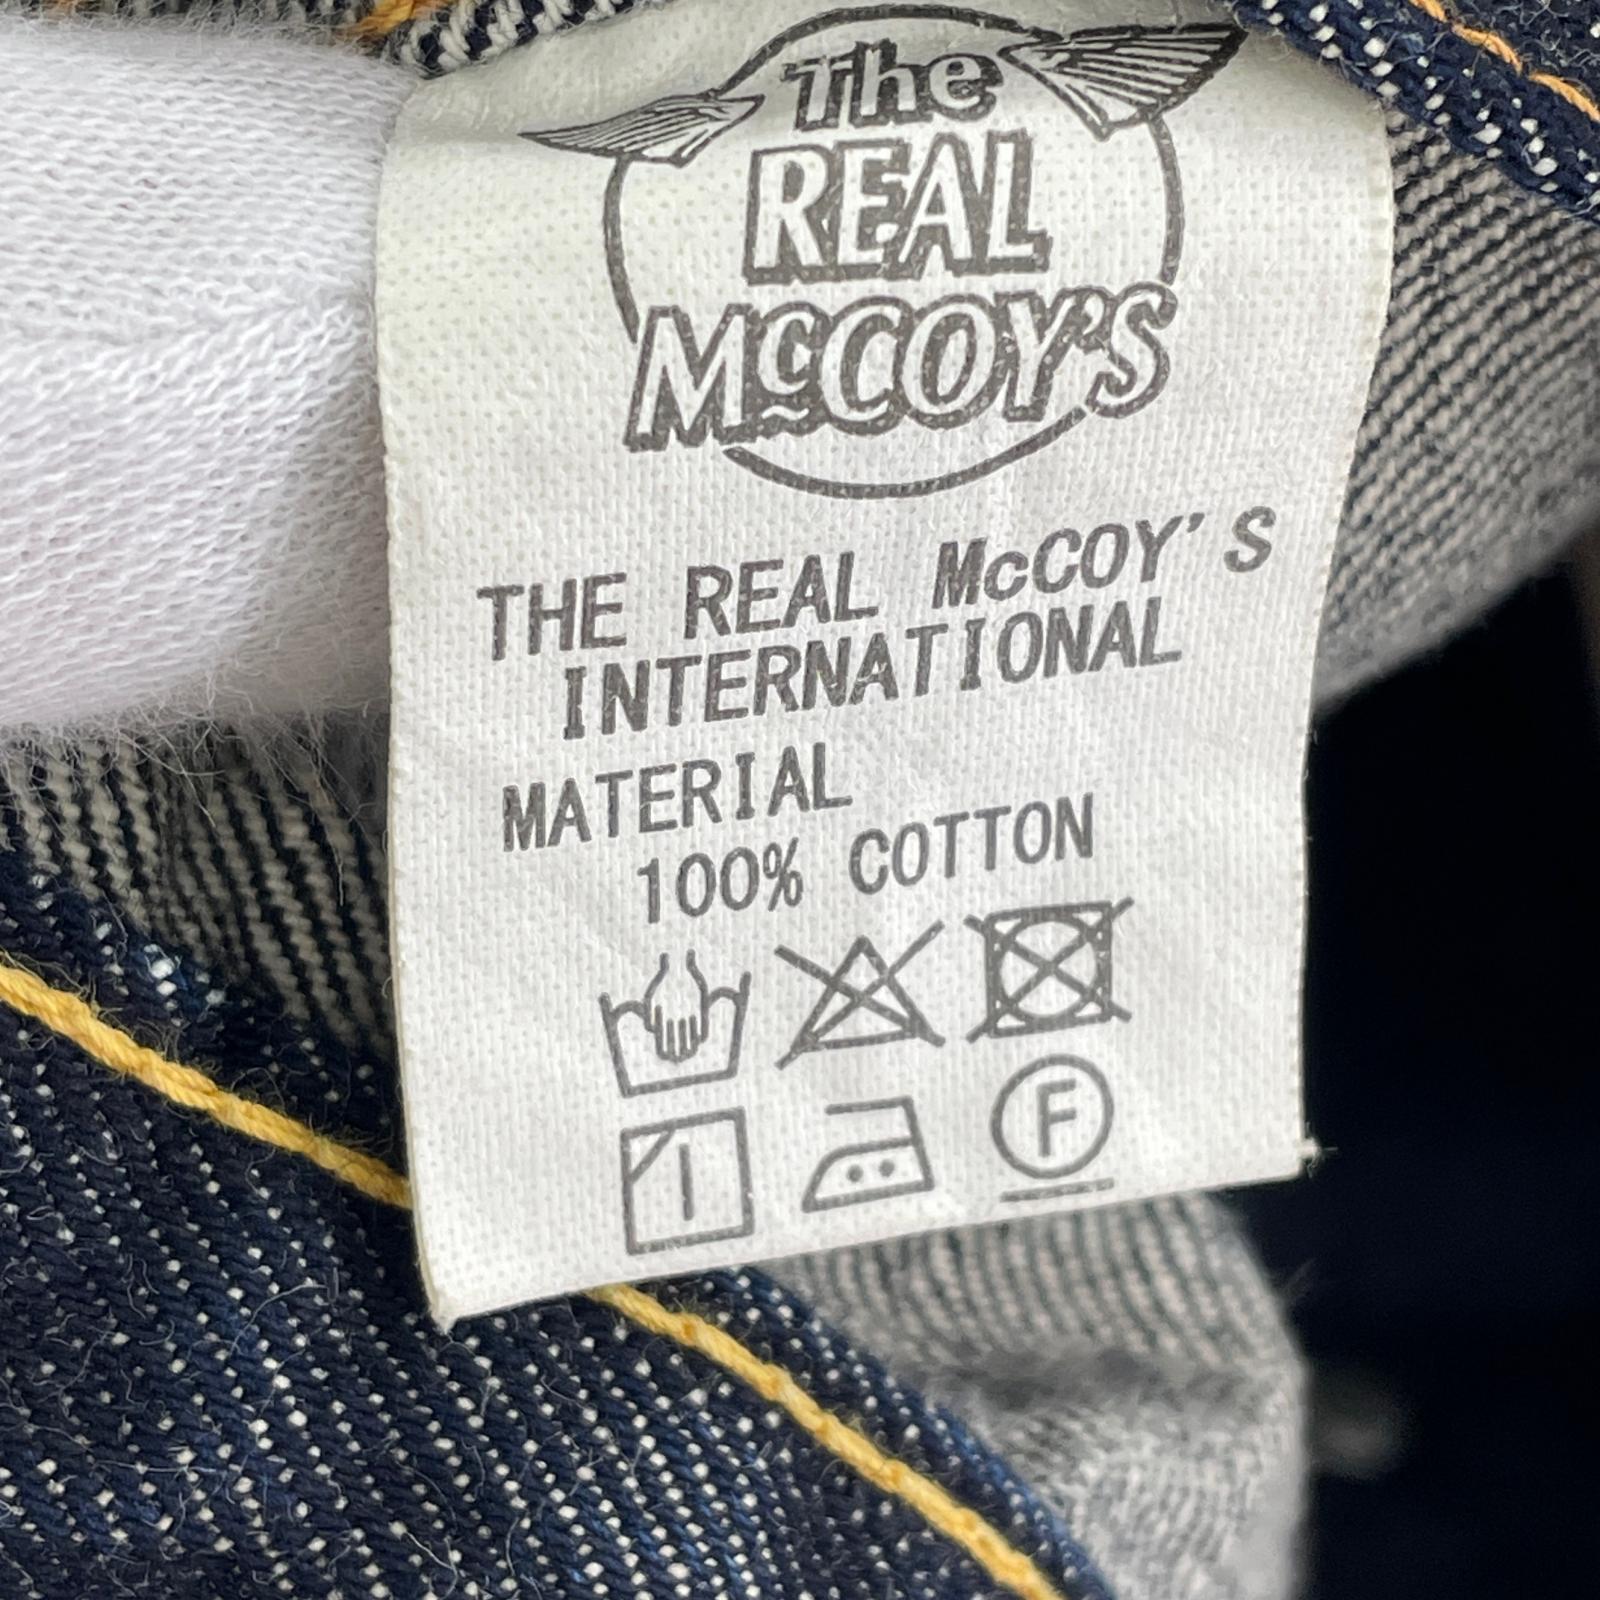 The
REAL
McCOY'S
THE REAL McCOY'S
INTERNATIONAL
MATERIAL
100% COTTON
F